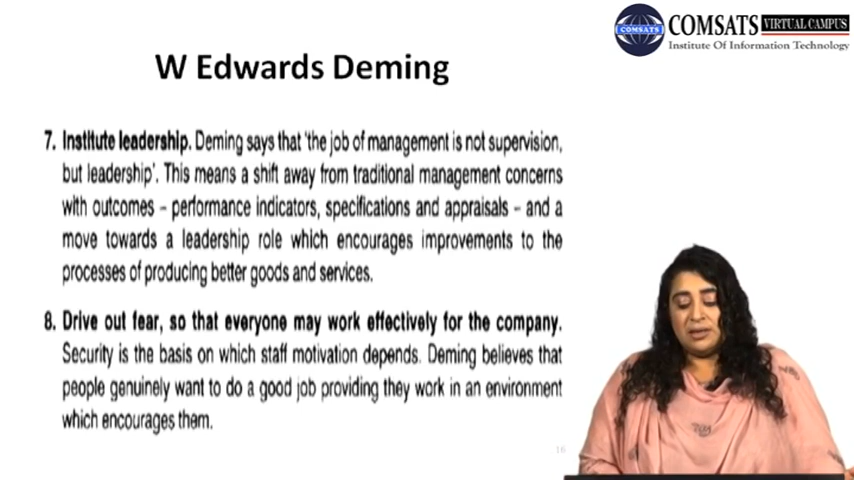 COMSATS
COMSATS VIRTUAL CAMPUS
Institute Of Information Technology
W Edwards Deming
7. Institute leadership. Deming says that 'the job of management is not supervision,
but leadership'. This means a shift away from traditional management concerns
with outcomes – performance indicators, specifications and appraisals – and a
move towards a leadership role which encourages improvements to the
processes of producing better goods and services.
8. Drive out fear, so that everyone may work effectively for the company.
Security is the basis on which staff motivation depends. Deming believes that
people genuinely want to do a good job providing they work in an environment
which encourages them.
16